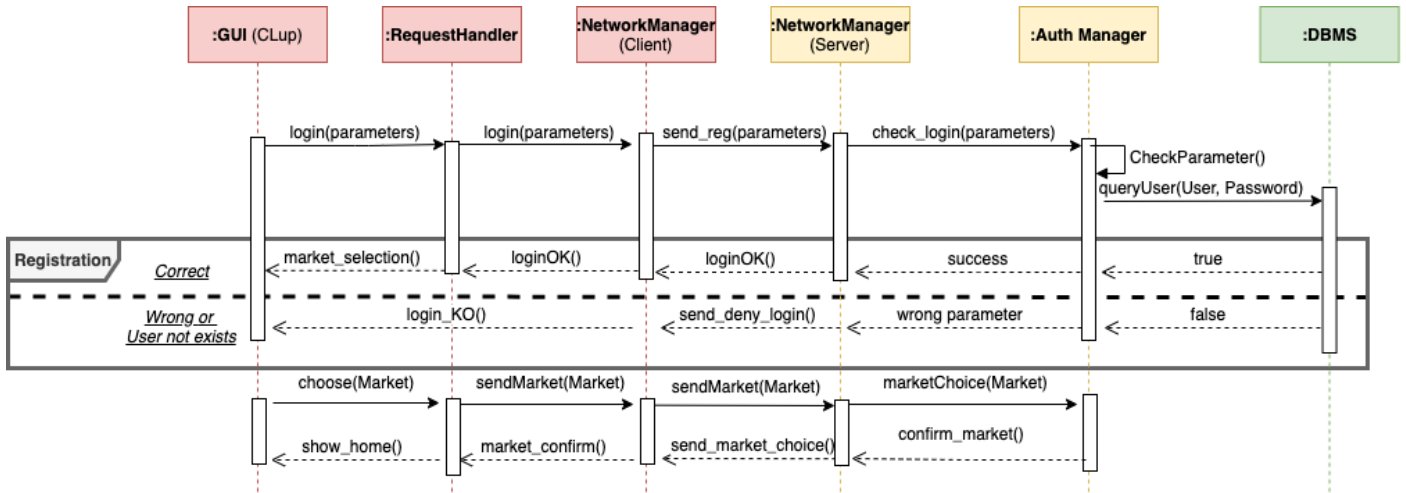 :GUI (CLup)
:RequestHandler
:NetworkManager
(Client)
:NetworkManager
(Server)
:Auth Manager
:DBMS
login(parameters)
login(parameters)
send_reg(parameters)
check_login(parameters)
CheckParameter()
queryUser(User, Password)
Registration
Correct
market_selection()
loginOK()
loginOK()
success
true
Wrong or
User not exists
login_KO()
send_deny_login()
wrong parameter
false
choose(Market)
sendMarket(Market)
sendMarket(Market)
marketChoice(Market)
show_home()
market_confirm()
send_market_choice()
confirm_market()